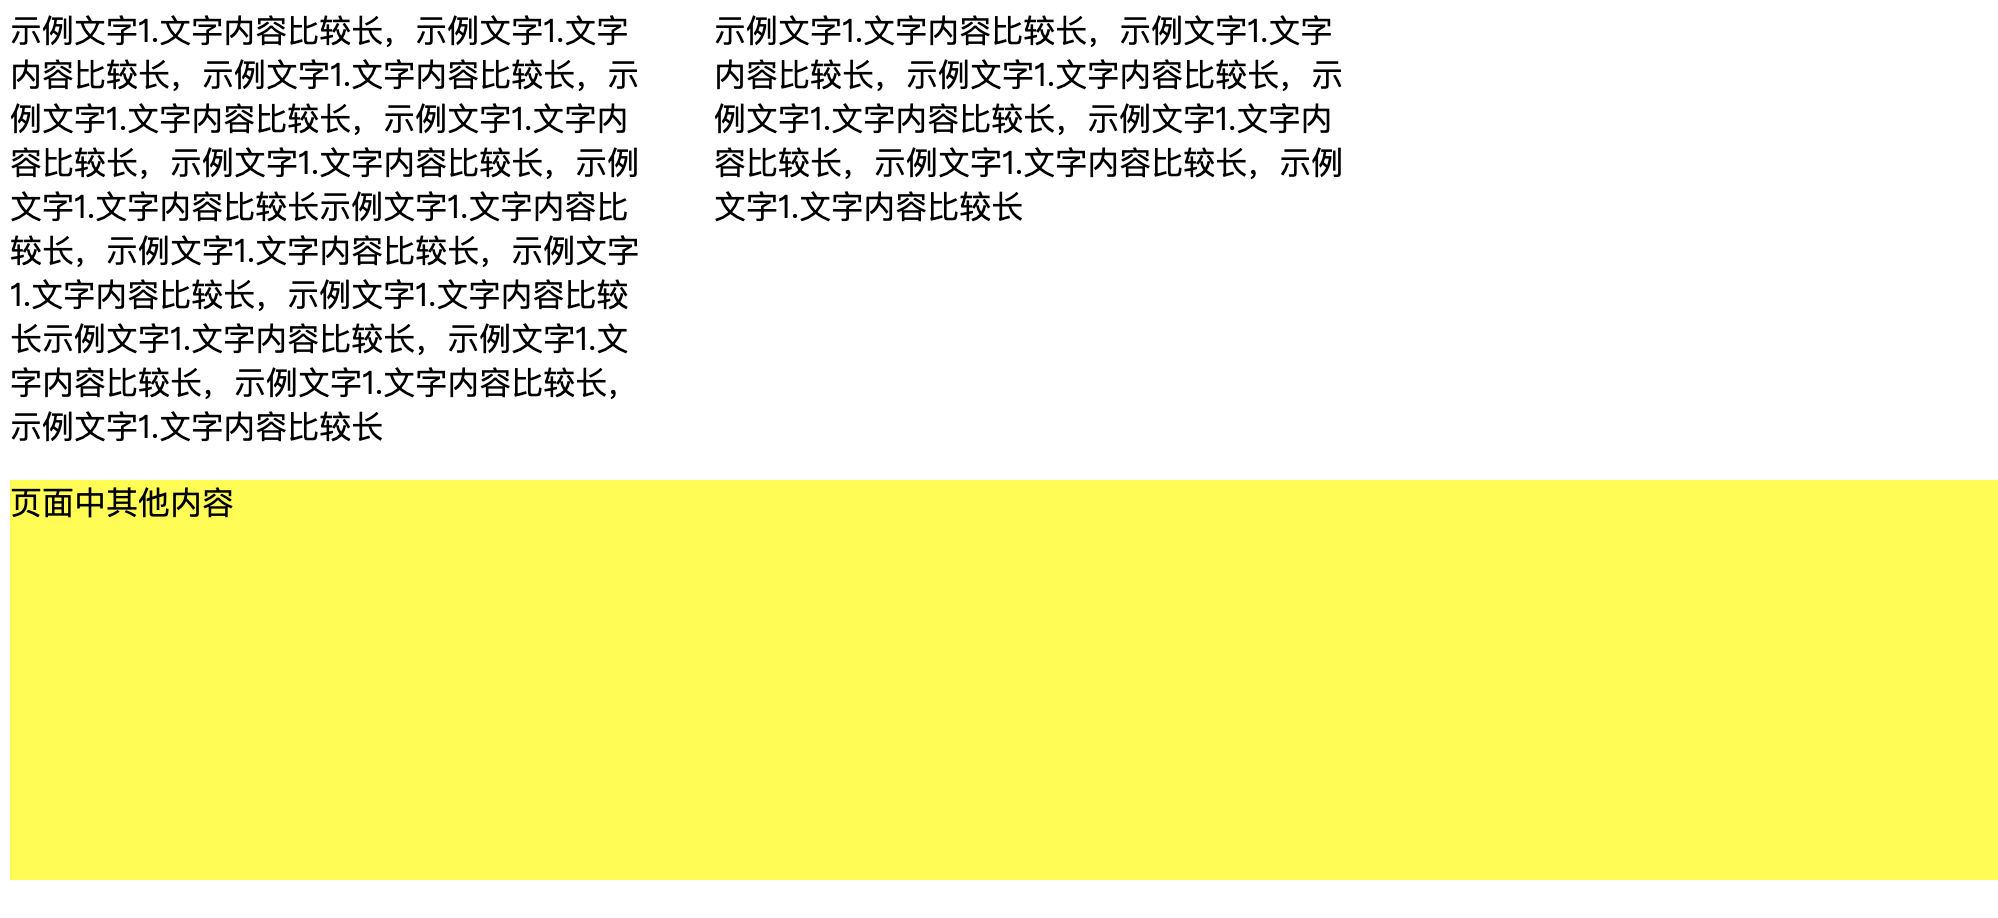 示例文字1.文字内容比较长，示例文字1.文字
内容比较长，示例文字1.文字内容比较长，示
例文字1.文字内容比较长，示例文字1.文字内
容比较长，示例文字1.文字内容比较长，示例
文字1.文字内容比较长示例文字1.文字内容比
较长，示例文字1.文字内容比较长，示例文字
1.文字内容比较长，示例文字1.文字内容比较
长示例文字1.文字内容比较长，示例文字1.文
字内容比较长，示例文字1.文字内容比较长，
示例文字1.文字内容比较长
示例文字1.文字内容比较长，示例文字1.文字
内容比较长，示例文字1.文字内容比较长，示
例文字1.文字内容比较长，示例文字1.文字内
容比较长，示例文字1.文字内容比较长，示例
文字1.文字内容比较长
页面中其他内容